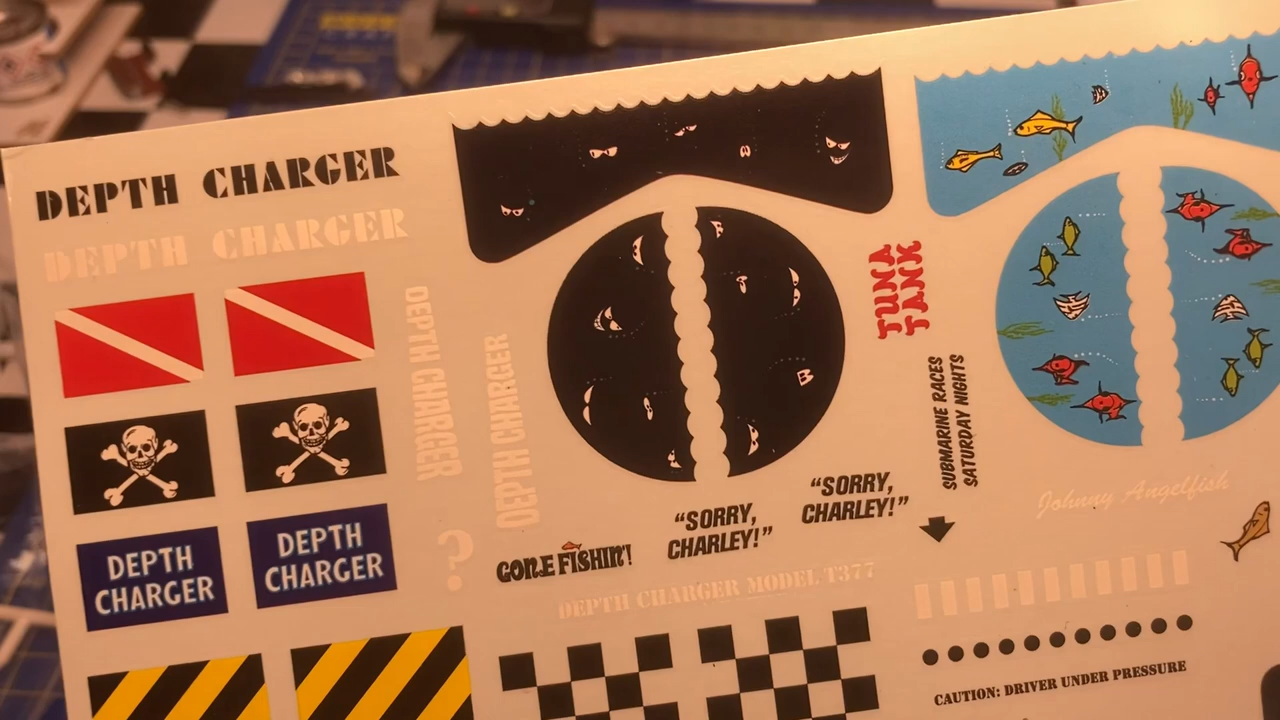 DEPTH CHARGER
DEPTH CHARGER
DEPTH CHARGER
DEPTH CHARGER
DEPTH
CHARGER
DEPTH
CHARGER
?
TUNA
TANK
SUBMARINE RACES
SATURDAY NIGHTS
"SORRY,
CHARLEY!"
"SORRY,
CHARLEY!"
GONE FISHIN'!
DEPTH CHARGER MODEL T377
Johnny Angelfish
CAUTION: DRIVER UNDER PRESSURE